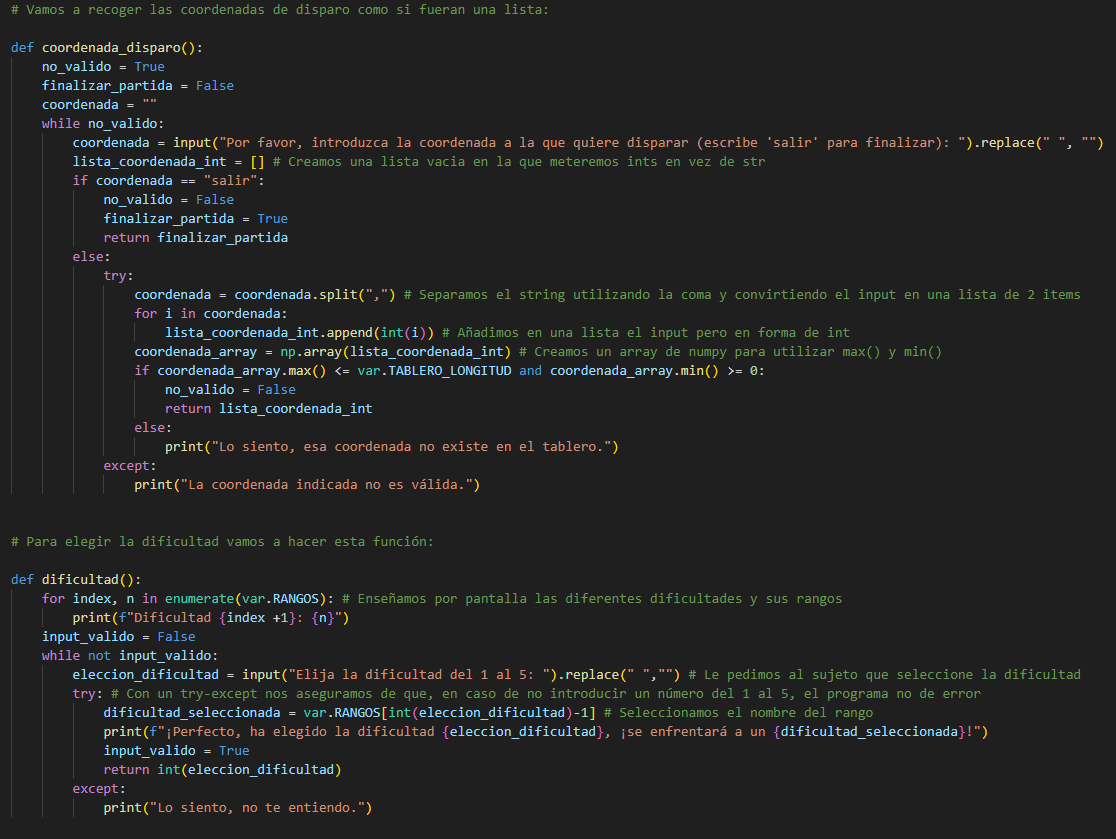 # Vamos a recoger las coordenadas de disparo como si fueran una lista:

def coordenada_disparo():
    no_valido = True
    finalizar_partida = False
    coordenada = ""
    while no_valido:
        coordenada = input("Por favor, introduzca la coordenada a la que quiere disparar (escribe 'salir' para finalizar): ").replace(" ", "")
        lista_coordenada_int = [] # Creamos una lista vacia en la que meteremos ints en vez de str
        if coordenada == "salir":
            no_valido = False
            finalizar_partida = True
            return finalizar_partida
        else:
            try:
                coordenada = coordenada.split(",") # Separamos el string utilizando la coma y convirtiendo el input en una lista de 2 items
                for i in coordenada:
                    lista_coordenada_int.append(int(i)) # Añadimos en una lista el input pero en forma de int
                coordenada_array = np.array(lista_coordenada_int) # Creamos un array de numpy para utilizar max() y min()
                if coordenada_array.max() <= var.TABLERO_LONGITUD and coordenada_array.min() >= 0:
                    no_valido = False
                    return lista_coordenada_int
                else:
                    print("Lo siento, esa coordenada no existe en el tablero.")
            except:
                print("La coordenada indicada no es válida.")

# Para elegir la dificultad vamos a hacer esta función:

def dificultad():
    for index, n in enumerate(var.RANGOS): # Enseñamos por pantalla las diferentes dificultades y sus rangos
        print(f"Dificultad {index +1}: {n}")
    input_valido = False
    while not input_valido:
        eleccion_dificultad = input("Elija la dificultad del 1 al 5: ").replace(" ","") # Le pedimos al sujeto que seleccione la dificultad
        try: # Con un try-except nos aseguramos de que, en caso de no introducir un número del 1 al 5, el programa no de error
            dificultad_seleccionada = var.RANGOS[int(eleccion_dificultad)-1] # Seleccionamos el nombre del rango
            print(f"¡Perfecto, ha elegido la dificultad {eleccion_dificultad}, ¡se enfrentará a un {dificultad_seleccionada}!")
            input_valido = True
            return int(eleccion_dificultad)
        except:
            print("Lo siento, no te entiendo.")